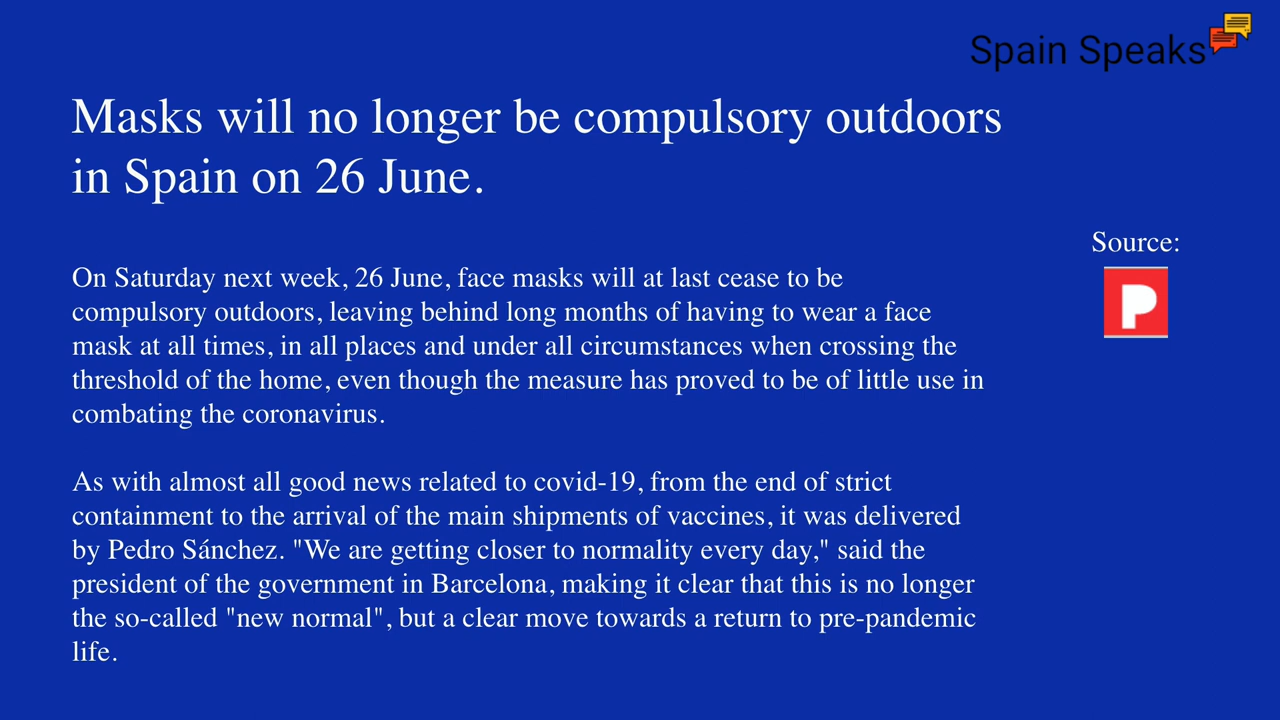 Spain Speaks
Masks will no longer be compulsory outdoors
in Spain on 26 June.
Source:
P
On Saturday next week, 26 June, face masks will at last cease to be
compulsory outdoors, leaving behind long months of having to wear a face
mask at all times, in all places and under all circumstances when crossing the
threshold of the home, even though the measure has proved to be of little use in
combating the coronavirus.
As with almost all good news related to covid-19, from the end of strict
containment to the arrival of the main shipments of vaccines, it was delivered
by Pedro Sánchez. "We are getting closer to normality every day," said the
president of the government in Barcelona, making it clear that this is no longer
the so-called "new normal", but a clear move towards a return to pre-pandemic
life.